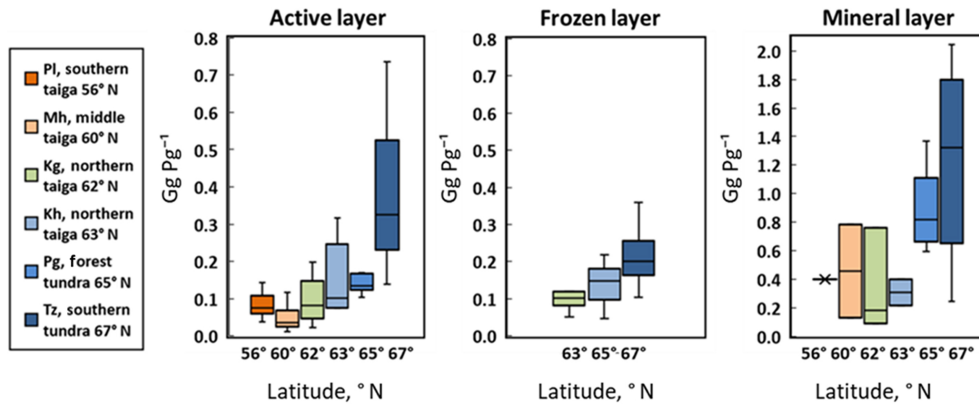 Active layer
Frozen layer
Mineral layer
Pl, southern
taiga 56° N
Mh, middle
taiga 60° N
Kg, northern
taiga 62° N
Kh, northern
taiga 63° N
Pg, forest
tundra 65° N
Tz, southern
tundra 67° N
Gg Pg⁻¹
0.8
0.7
0.6
0.5
0.4
0.3
0.2
0.1
0.0
56° 60° 62° 63° 65° 67°
Latitude, ° N
Gg Pg⁻¹
0.8
0.7
0.6
0.5
0.4
0.3
0.2
0.1
0.0
63° 65° 67°
Latitude, ° N
Gg Pg⁻¹
2.0
1.8
1.6
1.4
1.2
1.0
0.8
0.6
0.4
0.2
0.0
56° 60° 62° 63° 65° 67°
Latitude, ° N